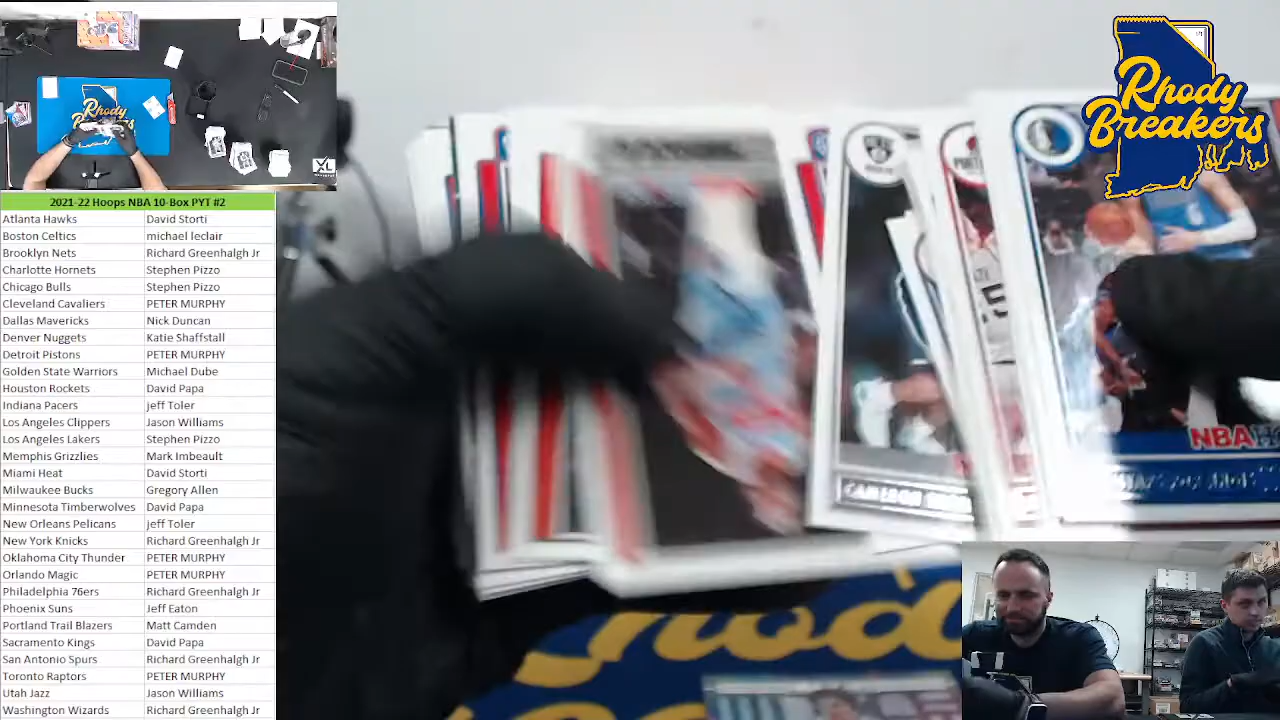 Rhody
Breakers
XL
2021-22 Hoops NBA 10-Box PYT #2
Atlanta Hawks David Storti
Boston Celtics michael leclair
Brooklyn Nets Richard Greenhalgh Jr
Charlotte Hornets Stephen Pizzo
Chicago Bulls Stephen Pizzo
Cleveland Cavaliers PETER MURPHY
Dallas Mavericks Nick Duncan
Denver Nuggets Katie Shaffstall
Detroit Pistons PETER MURPHY
Golden State Warriors Michael Dube
Houston Rockets David Papa
Indiana Pacers jeff Toler
Los Angeles Clippers Jason Williams
Los Angeles Lakers Stephen Pizzo
Memphis Grizzlies Mark Imbeault
Miami Heat David Storti
Milwaukee Bucks Gregory Allen
Minnesota Timberwolves David Papa
New Orleans Pelicans jeff Toler
New York Knicks Richard Greenhalgh Jr
Oklahoma City Thunder PETER MURPHY
Orlando Magic PETER MURPHY
Philadelphia 76ers Richard Greenhalgh Jr
Phoenix Suns Jeff Eaton
Portland Trail Blazers Matt Camden
Sacramento Kings David Papa
San Antonio Spurs Richard Greenhalgh Jr
Toronto Raptors PETER MURPHY
Utah Jazz Jason Williams
Washington Wizards Richard Greenhalgh Jr
Rhody
Breakers
NBA
CAMERON